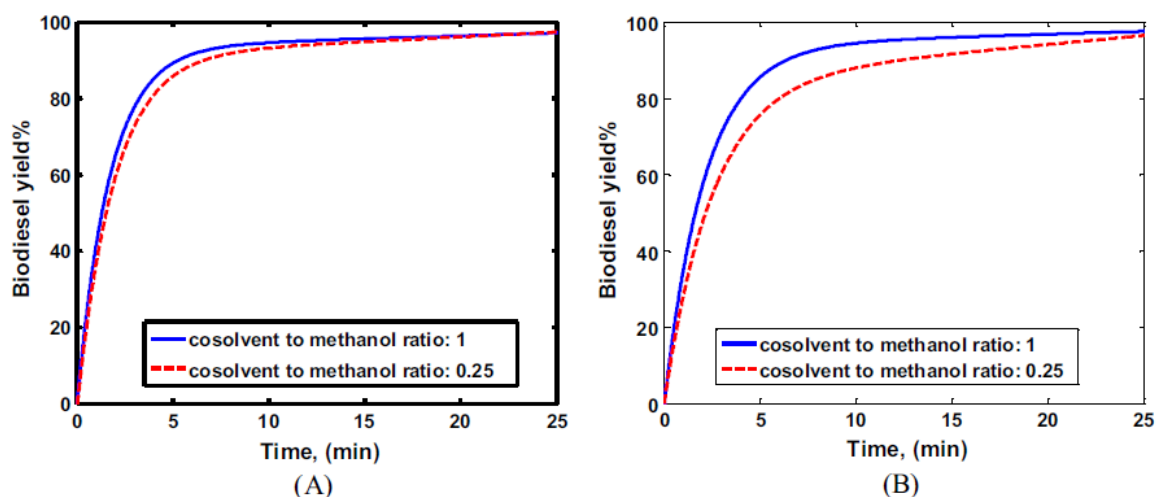 100
80
60
40
20
0
Biodiesel yield%
cosolvent to methanol ratio: 1
cosolvent to methanol ratio: 0.25
0 5 10 15 20 25
Time, (min)
(A)
100
80
60
40
20
0
Biodiesel yield%
cosolvent to methanol ratio: 1
cosolvent to methanol ratio: 0.25
0 5 10 15 20 25
Time, (min)
(B)